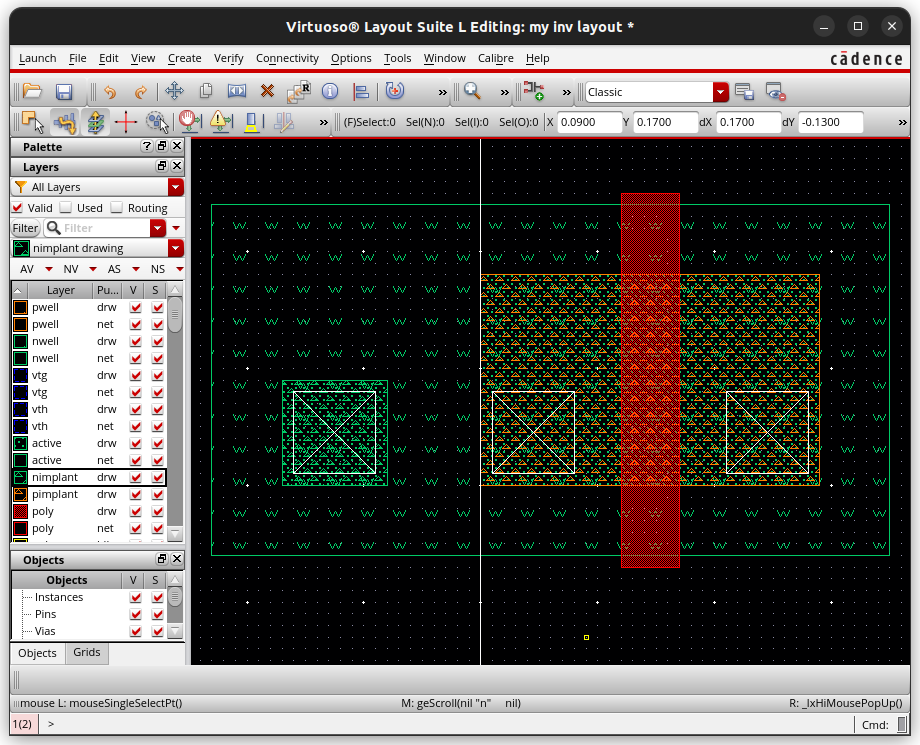 Virtuoso® Layout Suite L Editing: my inv layout *
Launch File Edit View Create Verify Connectivity Options Tools Window Calibre Help cādence
» » » Classic
» (F)Select:0 Sel(N):0 Sel(I):0 Sel(O):0 X 0.0900 Y 0.1700 dX 0.1700 dY -0.1300 »
Palette
Layers
All Layers
Valid Used Routing
Filter Filter
nimplant drawing
AV NV AS NS
Layer Pu... V S
pwell drw
pwell net
nwell drw
nwell net
vtg drw
vtg net
vth drw
vth net
active drw
active net
nimplant drw
pimplant drw
poly drw
poly net
Objects
Objects V S
Instances
Pins
Vias
Objects Grids
mouse L: mouseSingleSelectPt() M: geScroll(nil "n" nil) R: _lxHiMousePopUp()
1(2) > Cmd: